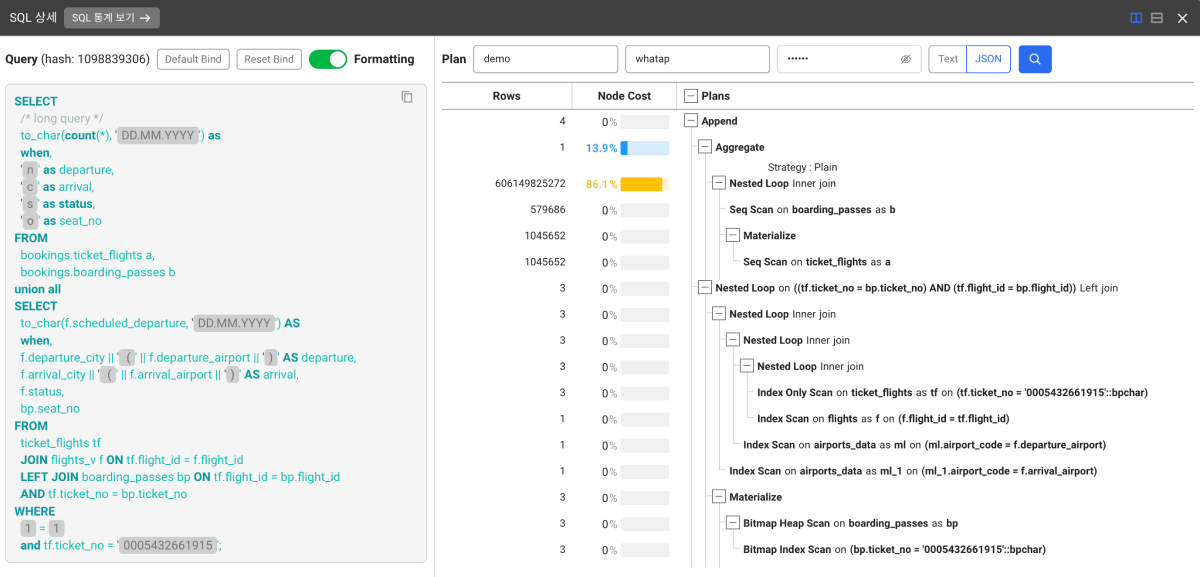 SQL 상세 SQL 통계 보기 →
Query (hash: 1098839306) Default Bind Reset Bind Formatting
SELECT
/* long query */
to_char(count(*), 'DD.MM.YYYY') as
when,
'n' as departure,
'c' as arrival,
's' as status,
'o' as seat_no
FROM
bookings.ticket_flights a,
bookings.boarding_passes b
union all
SELECT
to_char(f.scheduled_departure, 'DD.MM.YYYY') AS
when,
f.departure_city || '(' || f.departure_airport || ')' AS departure,
f.arrival_city || '(' || f.arrival_airport || ')' AS arrival,
f.status,
bp.seat_no
FROM
ticket_flights tf
JOIN flights_v f ON tf.flight_id = f.flight_id
LEFT JOIN boarding_passes bp ON tf.flight_id = bp.flight_id
AND tf.ticket_no = bp.ticket_no
WHERE
1 = 1
and tf.ticket_no = '0005432661915';
Plan demo whatap •••••• Text JSON
Rows Node Cost Plans
4 0% Append
1 13.9% Aggregate
Strategy : Plain
606149825272 86.1% Nested Loop Inner join
579686 0% Seq Scan on boarding_passes as b
1045652 0% Materialize
1045652 0% Seq Scan on ticket_flights as a
3 0% Nested Loop on ((tf.ticket_no = bp.ticket_no) AND (tf.flight_id = bp.flight_id)) Left join
3 0% Nested Loop Inner join
3 0% Nested Loop Inner join
3 0% Nested Loop Inner join
3 0% Index Only Scan on ticket_flights as tf on (tf.ticket_no = '0005432661915'::bpchar)
1 0% Index Scan on flights as f on (f.flight_id = tf.flight_id)
1 0% Index Scan on airports_data as ml on (ml.airport_code = f.departure_airport)
1 0% Index Scan on airports_data as ml_1 on (ml_1.airport_code = f.arrival_airport)
3 0% Materialize
3 0% Bitmap Heap Scan on boarding_passes as bp
3 0% Bitmap Index Scan on (bp.ticket_no = '0005432661915'::bpchar)